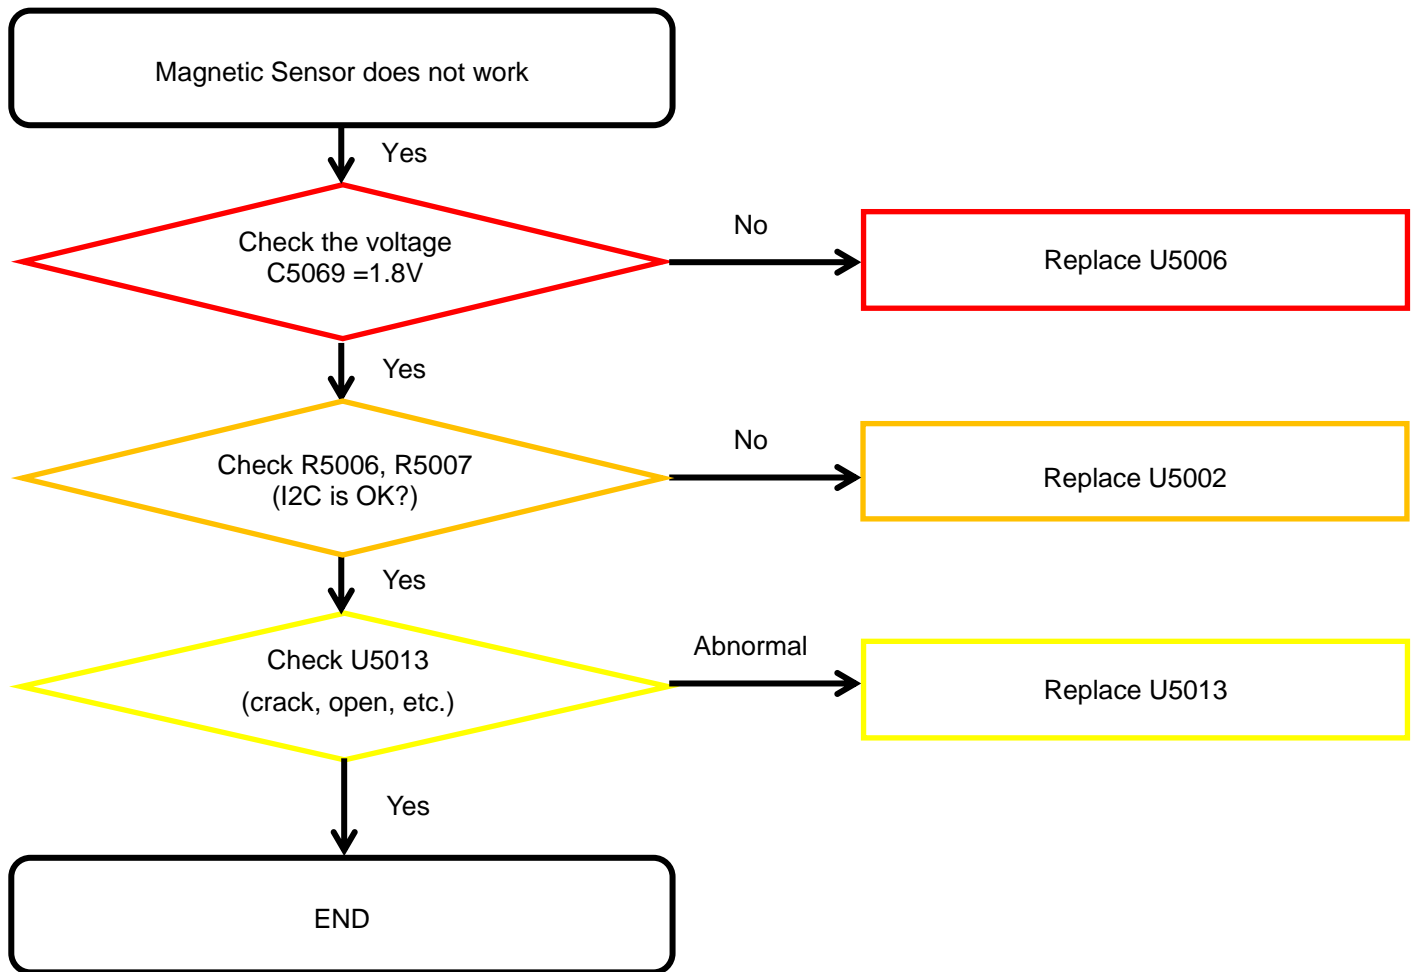 Magnetic Sensor does not work
Yes
Check the voltage
C5069 =1.8V
No
Replace U5006
Yes
Check R5006, R5007
(I2C is OK?)
No
Replace U5002
Yes
Check U5013
(crack, open, etc.)
Abnormal
Replace U5013
Yes
END